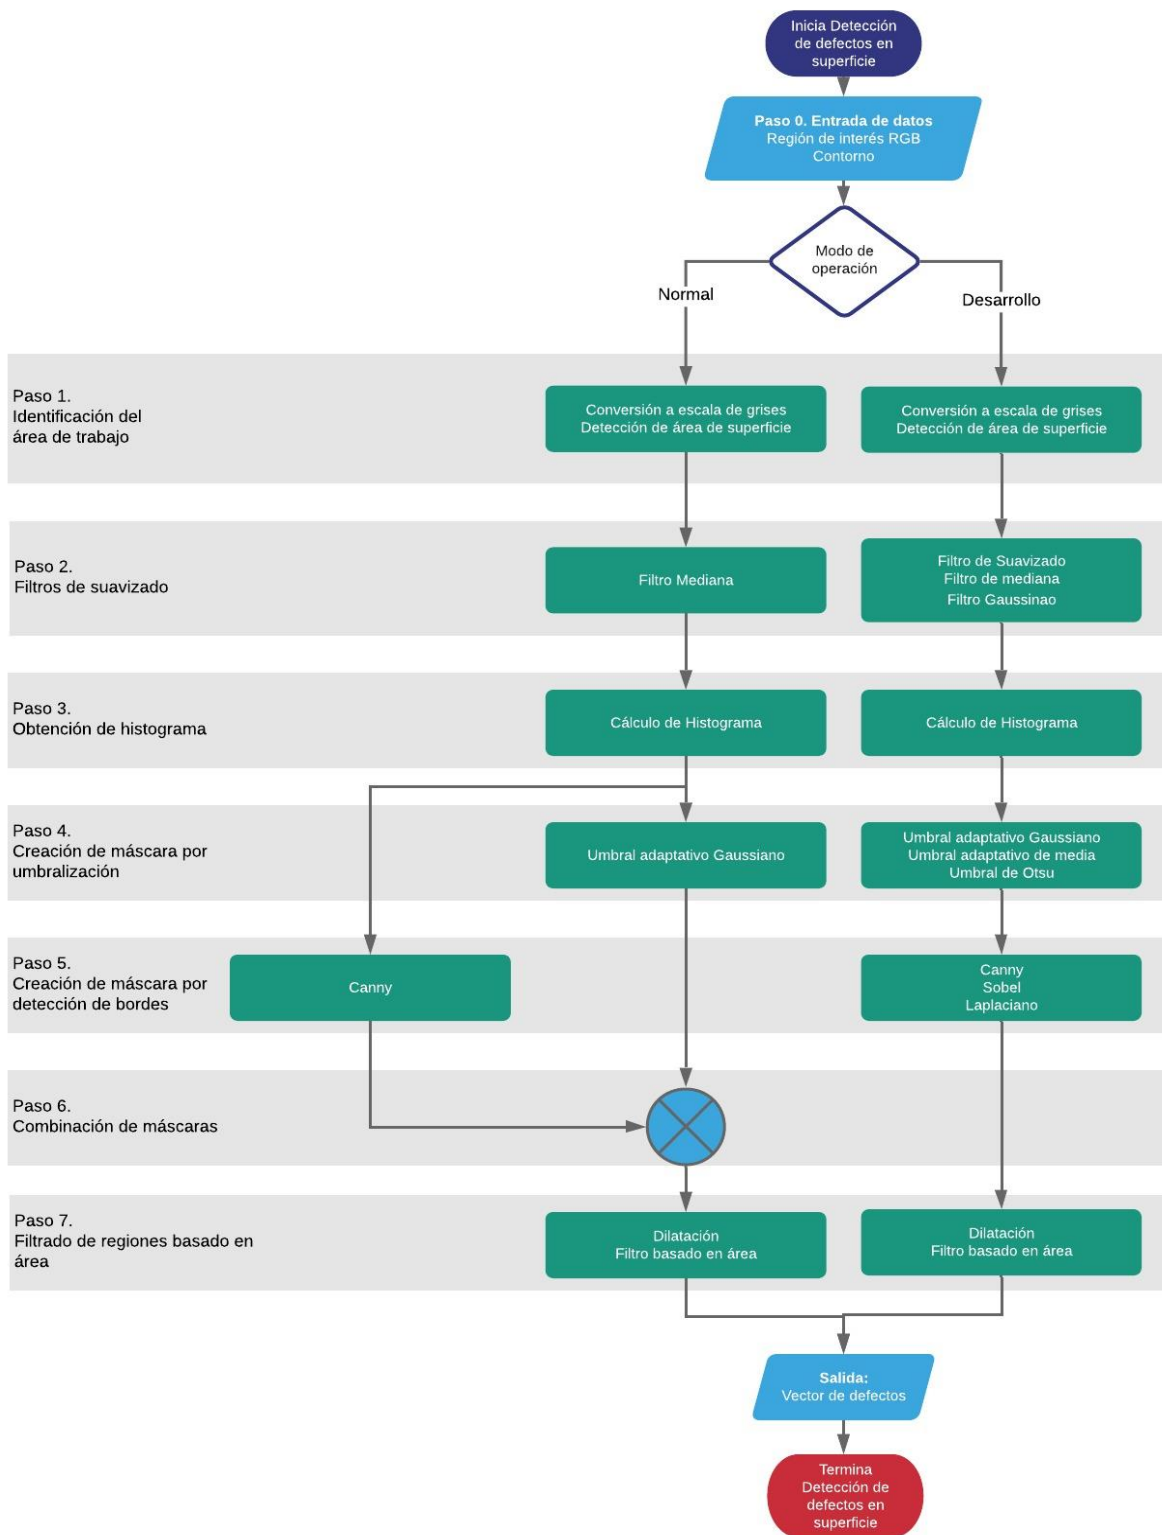 Inicia Detección
de defectos en
superficie
Paso 0. Entrada de datos
Región de interés RGB
Contorno
Modo de
operación
Normal
Desarrollo
Paso 1.
Identificación del
área de trabajo
Conversión a escala de grises
Detección de área de superficie
Conversión a escala de grises
Detección de área de superficie
Paso 2.
Filtros de suavizado
Filtro Mediana
Filtro de Suavizado
Filtro de mediana
Filtro Gaussinao
Paso 3.
Obtención de histograma
Cálculo de Histograma
Cálculo de Histograma
Paso 4.
Creación de máscara por
umbralización
Umbral adaptativo Gaussiano
Umbral adaptativo Gaussiano
Umbral adaptativo de media
Umbral de Otsu
Paso 5.
Creación de máscara por
detección de bordes
Canny
Canny
Sobel
Laplaciano
Paso 6.
Combinación de máscaras
Paso 7.
Filtrado de regiones basado en
área
Dilatación
Filtro basado en área
Dilatación
Filtro basado en área
Salida:
Vector de defectos
Termina
Detección de
defectos en
superficie